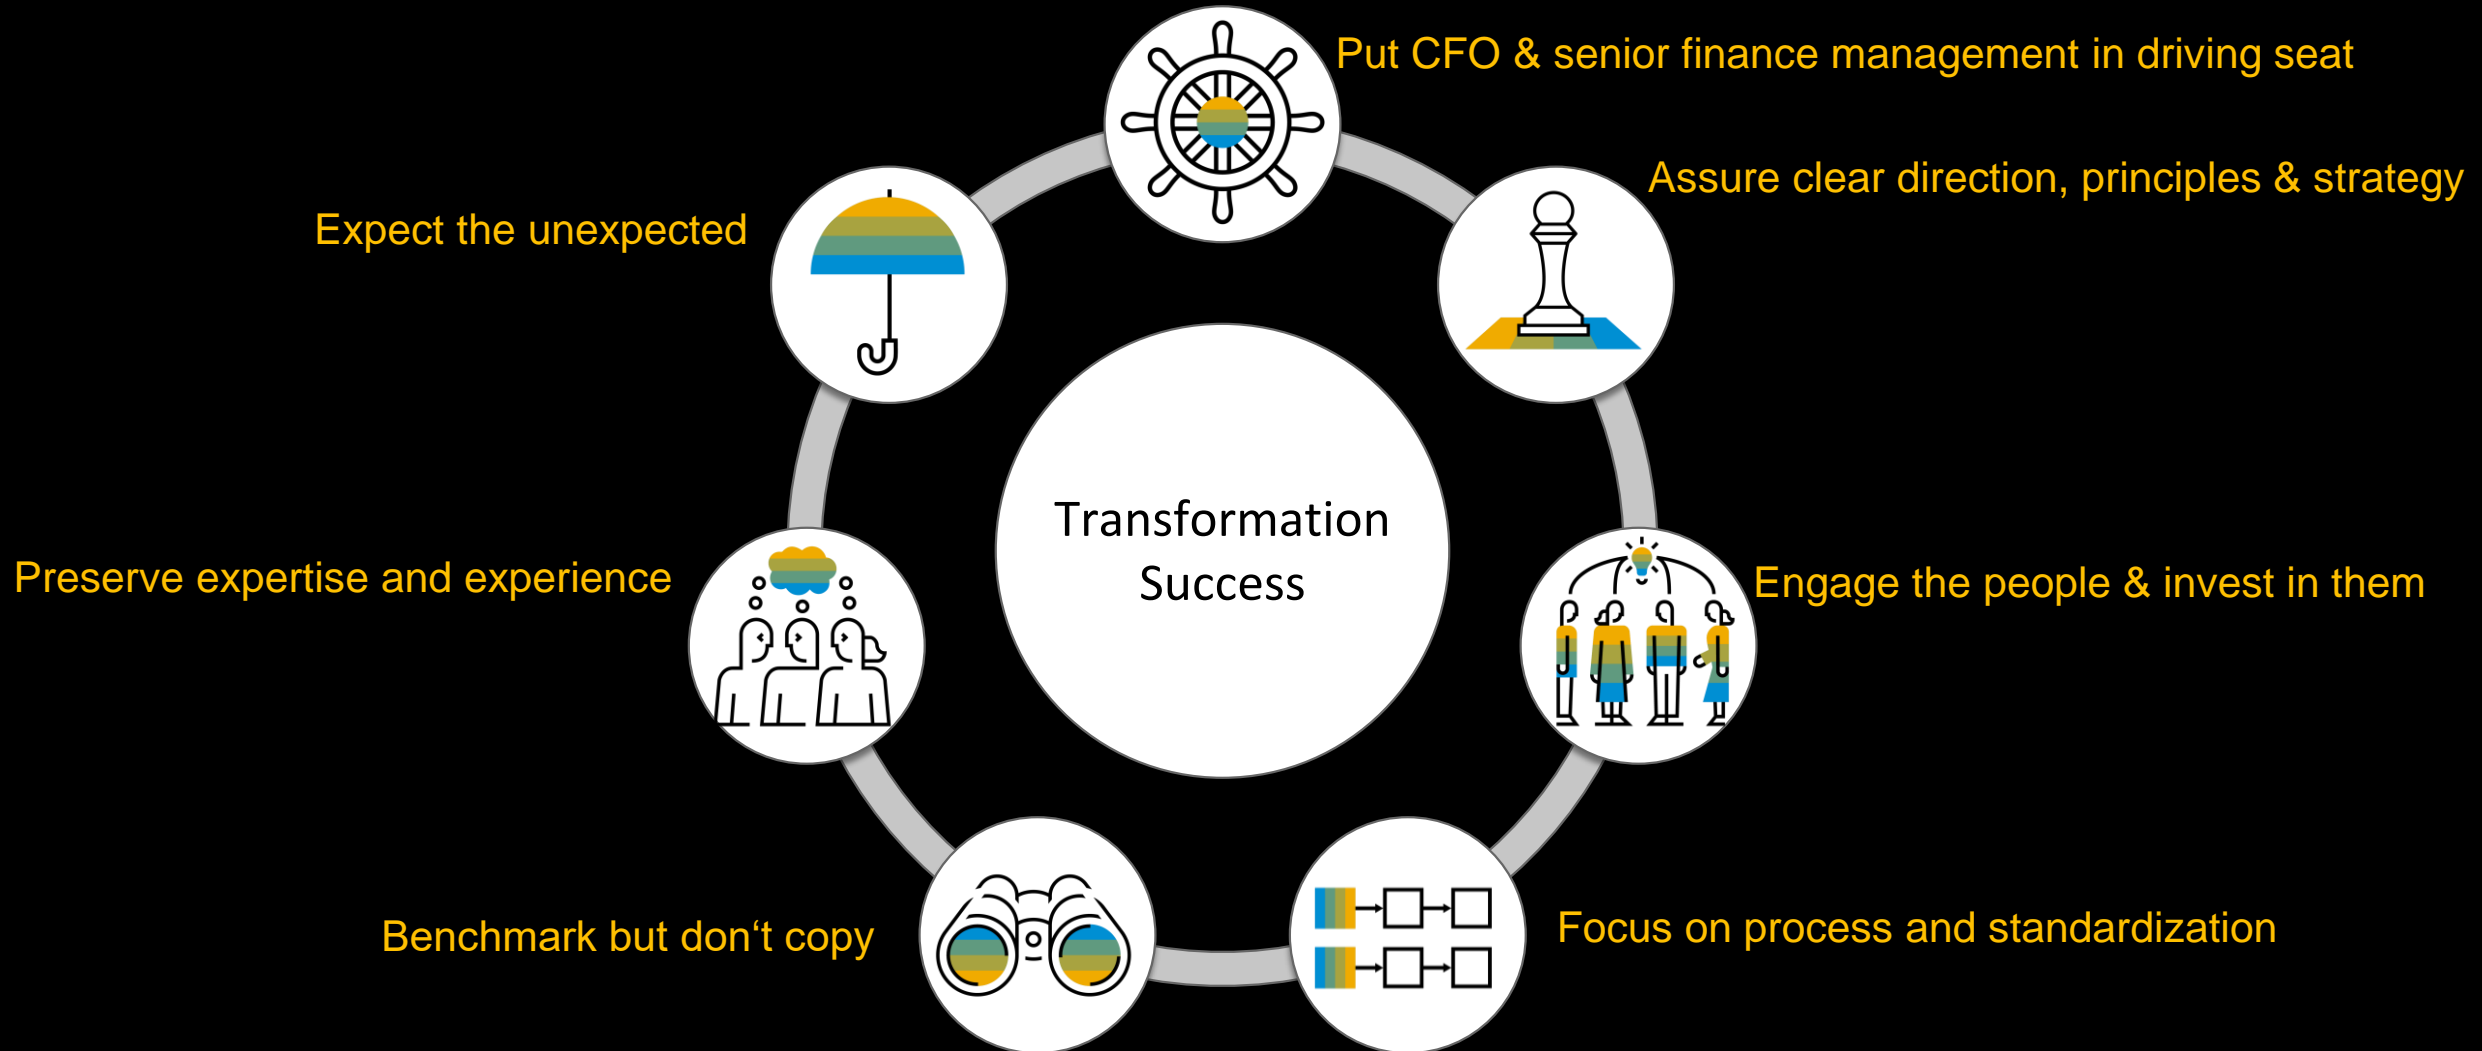 Put CFO & senior finance management in driving seat
Assure clear direction, principles & strategy
Expect the unexpected
Transformation
Success
Preserve expertise and experience
Engage the people & invest in them
Benchmark but don‘t copy
Focus on process and standardization